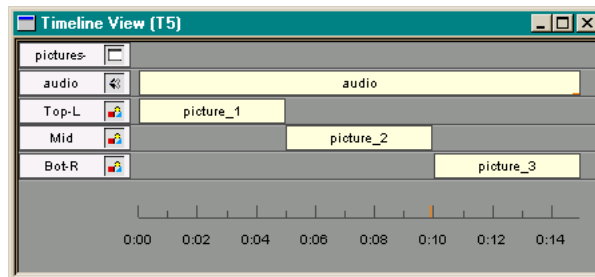 Timeline View (T5)
pictures-
audio audio
Top-L picture_1
Mid picture_2
Bot-R picture_3
0:00 0:02 0:04 0:06 0:08 0:10 0:12 0:14